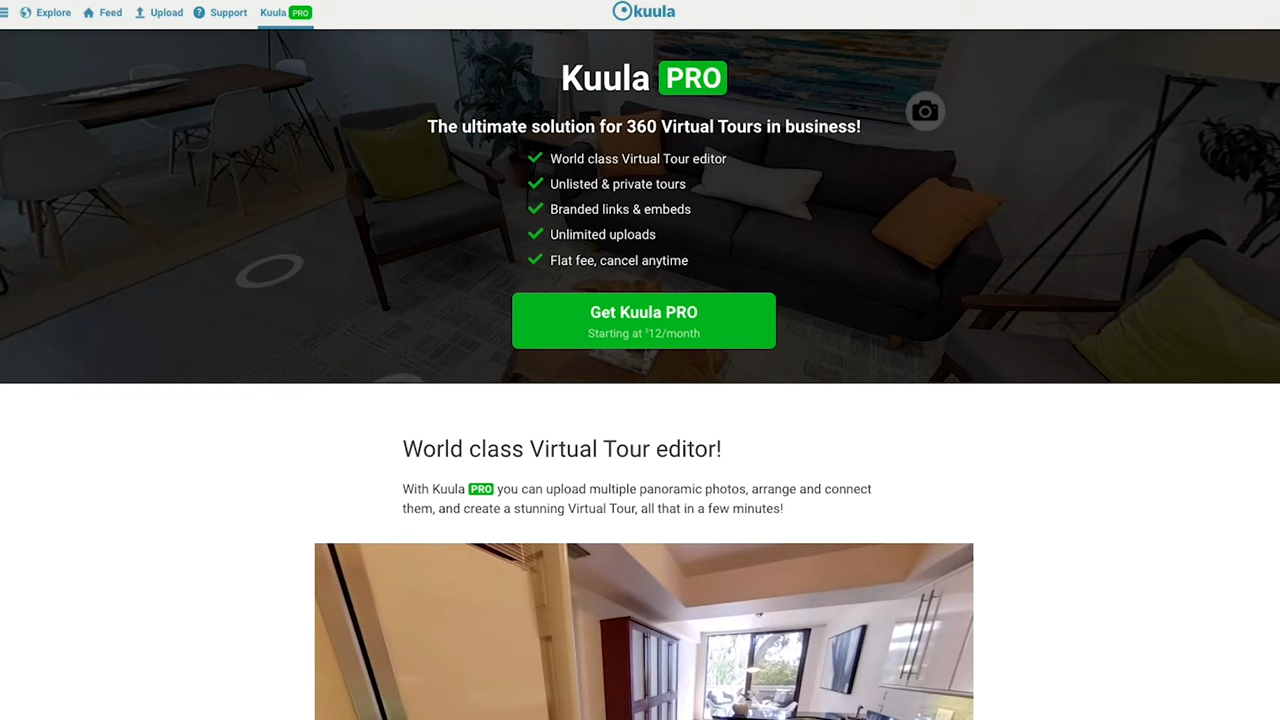 Explore Feed Upload ? Support Kuula PRO
kuula
Kuula PRO
The ultimate solution for 360 Virtual Tours in business!
World class Virtual Tour editor
Unlisted & private tours
Branded links & embeds
Unlimited uploads
Flat fee, cancel anytime
Get Kuula PRO
Starting at $12/month
World class Virtual Tour editor!
With Kuula PRO you can upload multiple panoramic photos, arrange and connect
them, and create a stunning Virtual Tour, all that in a few minutes!